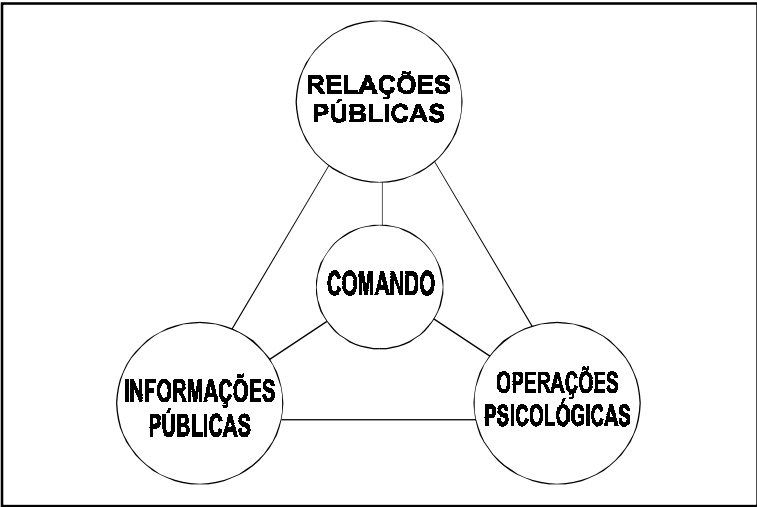 RELAÇÕES
PÚBLICAS
COMANDO
INFORMAÇÕES
PÚBLICAS
OPERAÇÕES
PSICOLÓGICAS